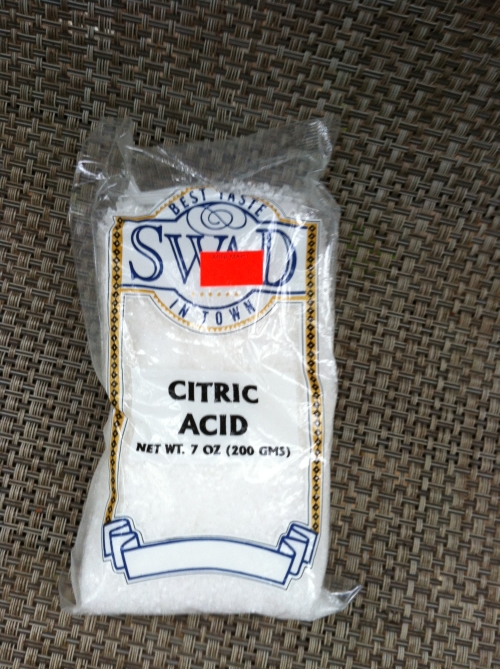 BEST TASTE
SWAD
IN TOWN
CITRIC
ACID
NET WT. 7 OZ (200 GMS)